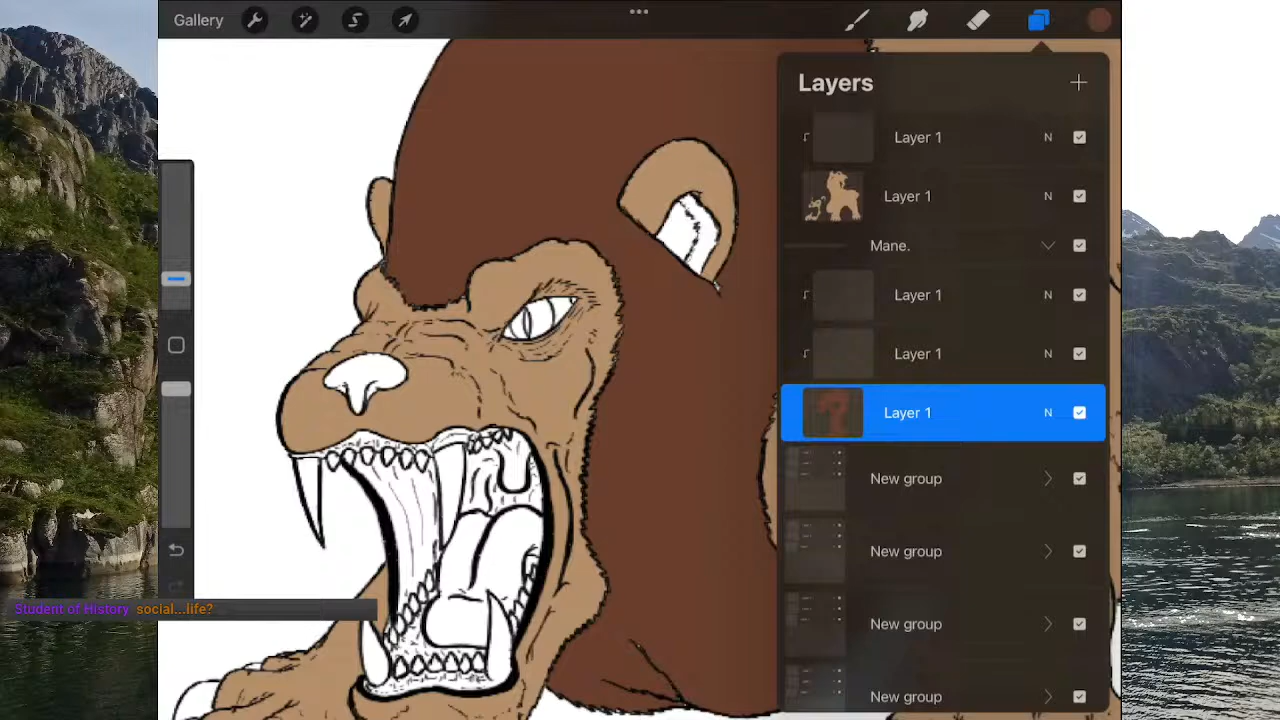 Gallery
Layers
Layer 1 N
Layer 1 N
Mane.
Layer 1 N
Layer 1 N
Layer 1 N
New group
New group
New group
New group
Student of History social...life?